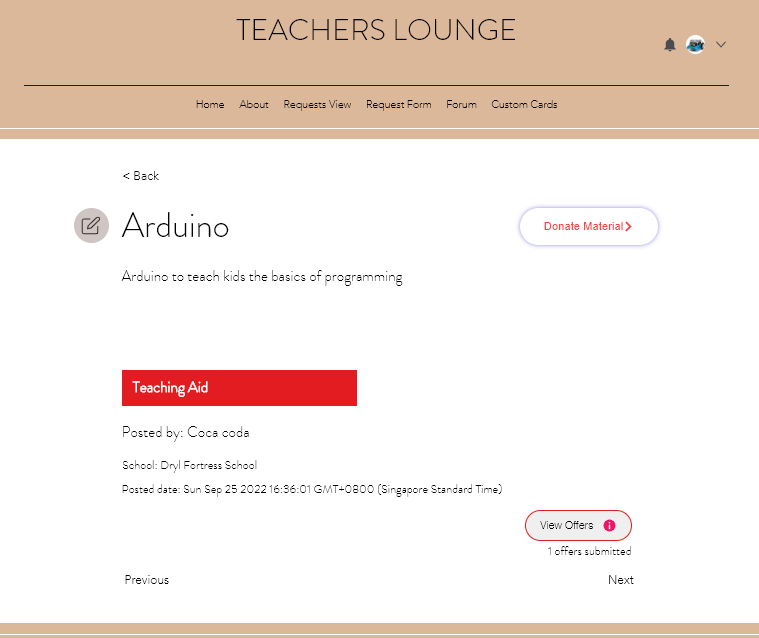 TEACHERS LOUNGE
Home About Requests View Request Form Forum Custom Cards
< Back
Arduino
Donate Material
Arduino to teach kids the basics of programming
Teaching Aid
Posted by: Coca coda
School: Dryl Fortress School
Posted date: Sun Sep 25 2022 16:36:01 GMT+0800 (Singapore Standard Time)
View Offers
1 offers submitted
Previous Next